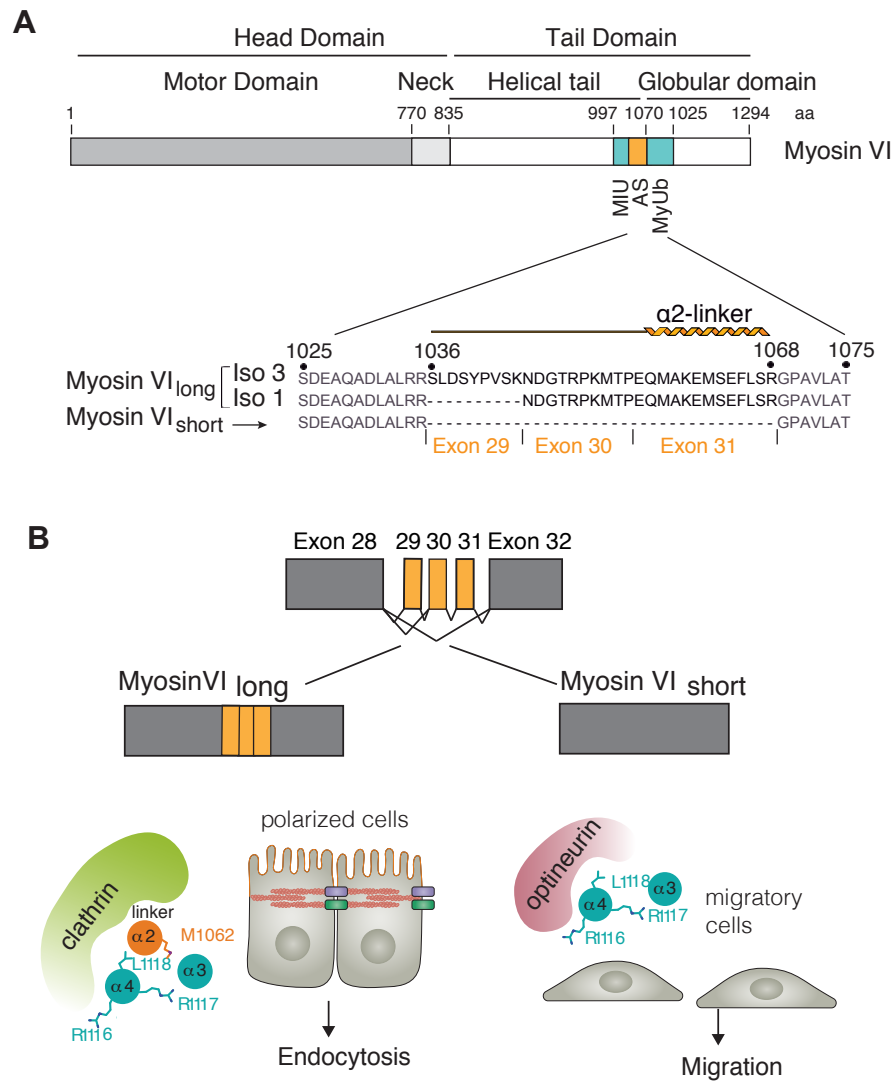 A
Head Domain Tail Domain
Motor Domain Neck Helical tail Globular domain
1 770 835 997 1070 1025 1294 aa
Myosin VI
MIU AS MyUb
α2-linker
1025 1036 1068 1075
Myosin VI long Iso 3 SDEAQADLALRRSLDSYPVSKNDGTRPKMTPEQMAKEMSEFLSRGPAVLAT
Iso 1 SDEAQADLALRR---------NDGTRPKMTPEQMAKEMSEFLSRGPAVLAT
Myosin VI short → SDEAQADLALRR--------------------------------GPAVLAT
Exon 29 Exon 30 Exon 31
B
Exon 28 29 30 31 Exon 32
MyosinVI long Myosin VI short
clathrin
linker
α2 M1062
L1118
α3
α4
R1117
R1116
polarized cells
Endocytosis
optineurin
L1118 α3
α4
R1117
R1116
migratory
cells
Migration